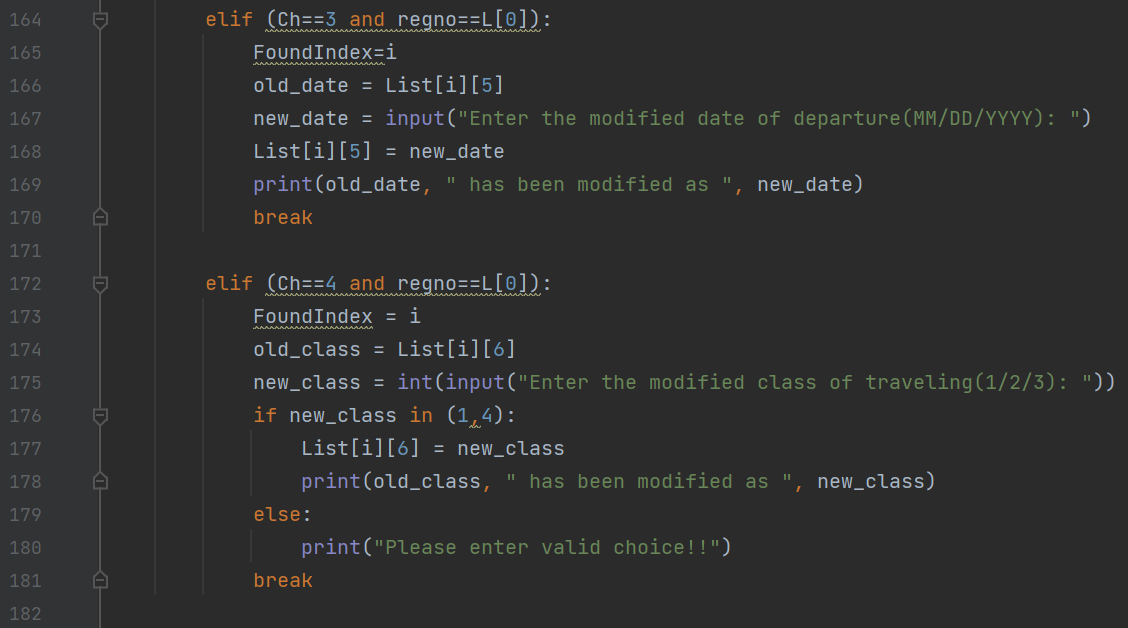 164 elif (Ch==3 and regno==L[0]):
165 FoundIndex=i
166 old_date = List[i][5]
167 new_date = input("Enter the modified date of departure(MM/DD/YYYY): ")
168 List[i][5] = new_date
169 print(old_date, " has been modified as ", new_date)
170 break
171
172 elif (Ch==4 and regno==L[0]):
173 FoundIndex = i
174 old_class = List[i][6]
175 new_class = int(input("Enter the modified class of traveling(1/2/3): "))
176 if new_class in (1,4):
177 List[i][6] = new_class
178 print(old_class, " has been modified as ", new_class)
179 else:
180 print("Please enter valid choice!!")
181 break
182